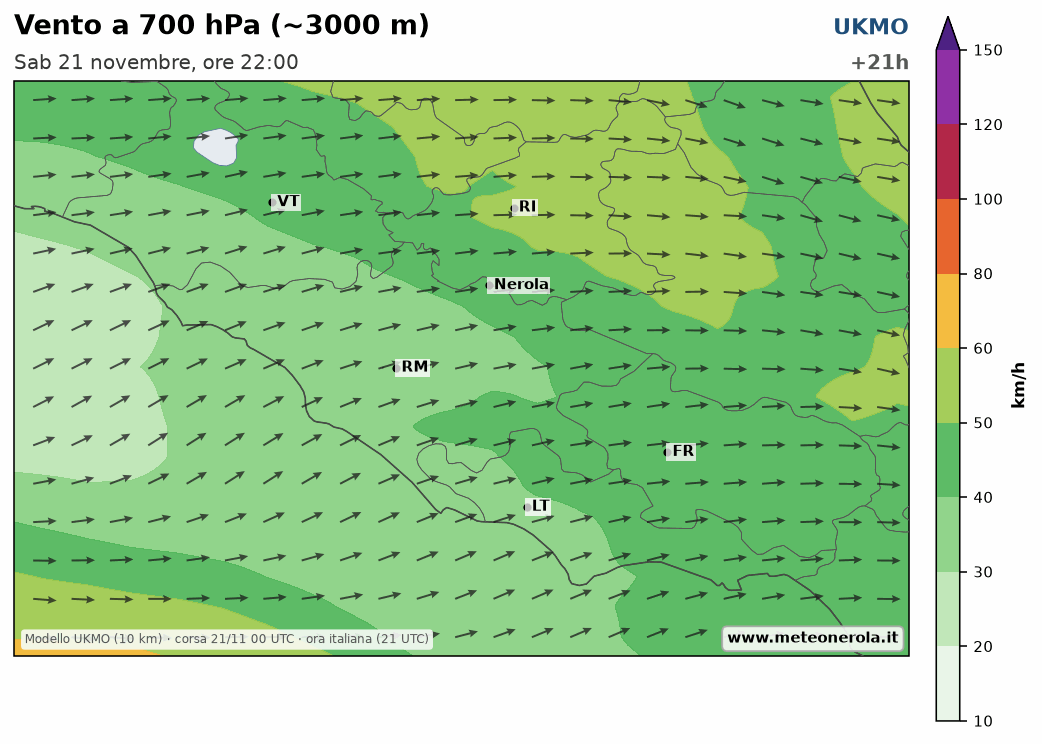 Vento a 700 hPa (~3000 m)
UKMO
Sab 21 novembre, ore 22:00
+21h
VT
RI
Nerola
RM
FR
LT
Modello UKMO (10 km) · corsa 21/11 00 UTC · ora italiana (21 UTC)
www.meteonerola.it
150
120
100
80
60
50
40
30
20
10
km/h